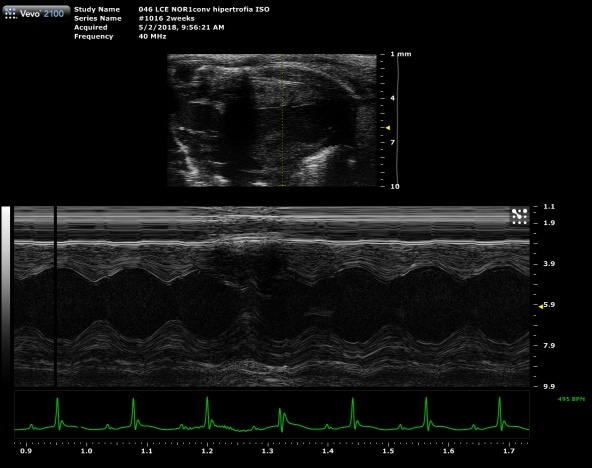 Vevo 2100
Study Name 046 LCE NOR1conv hipertrofia ISO
Series Name #1016 2weeks
Acquired 5/2/2018, 9:56:21 AM
Frequency 40 MHz
1 mm
4
7
10
1.1
1.9
3.9
5.9
7.9
9.9
495 BPM
0.9 1.0 1.1 1.2 1.3 1.4 1.5 1.6 1.7